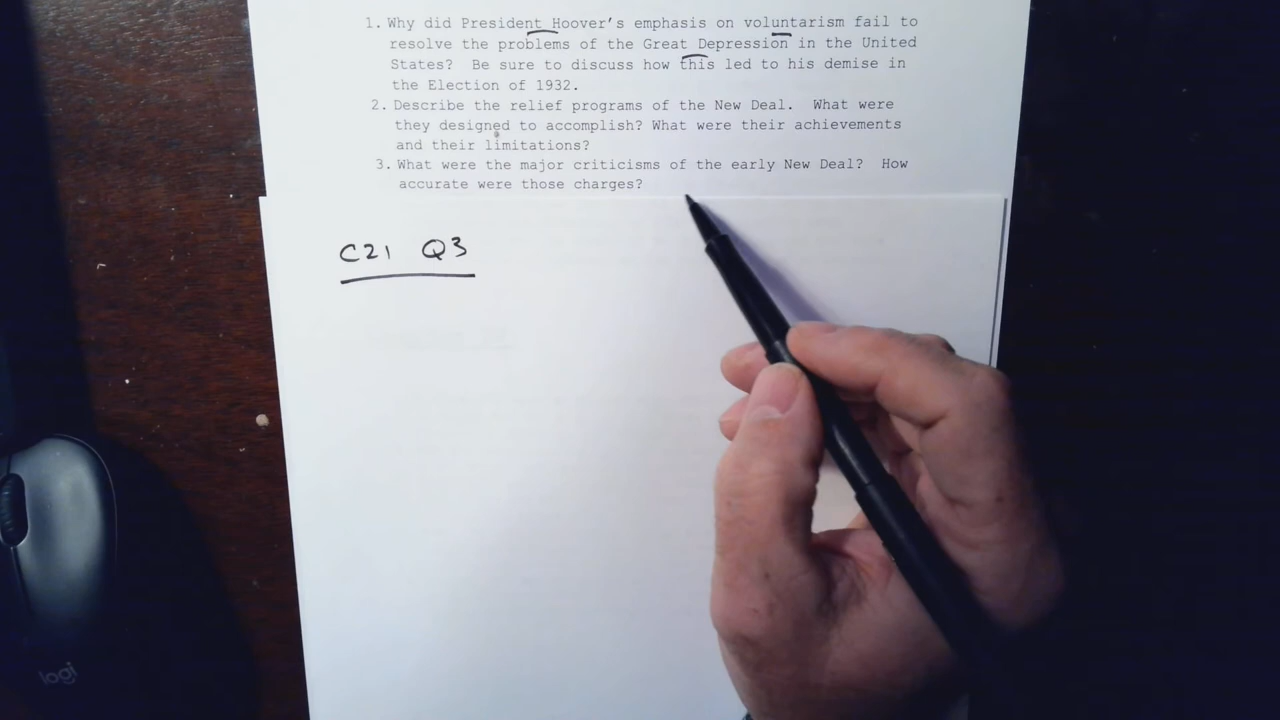 1. Why did President Hoover's emphasis on voluntarism fail to
resolve the problems of the Great Depression in the United
States?  Be sure to discuss how this led to his demise in
the Election of 1932.
2. Describe the relief programs of the New Deal.  What were
they designed to accomplish? What were their achievements
and their limitations?
3. What were the major criticisms of the early New Deal?  How
accurate were those charges?
C21 Q3
logi